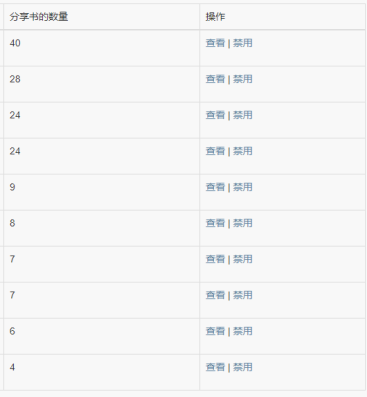 分享书的数量 操作
40 查看 | 禁用
28 查看 | 禁用
24 查看 | 禁用
24 查看 | 禁用
9 查看 | 禁用
8 查看 | 禁用
7 查看 | 禁用
7 查看 | 禁用
6 查看 | 禁用
4 查看 | 禁用